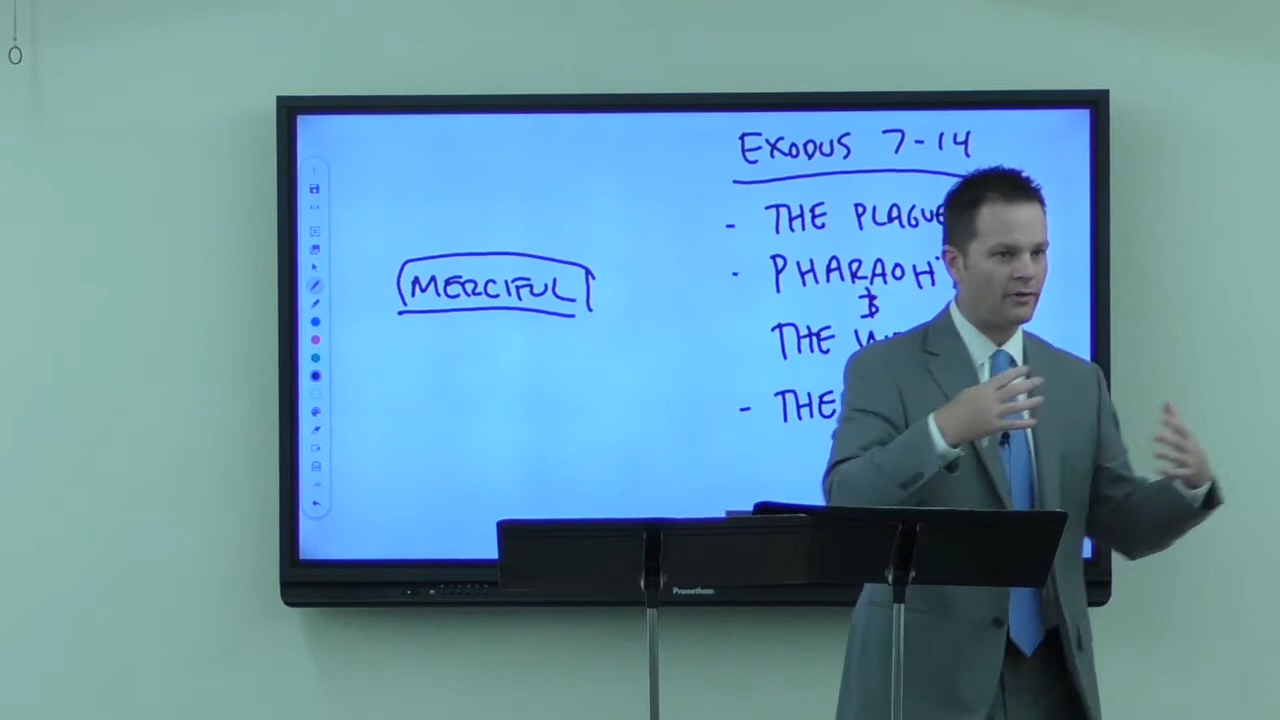 EXODUS 7-14
- THE PLAGUE
- PHARAOH
&
THE
- THE
MERCIFUL
Promethean